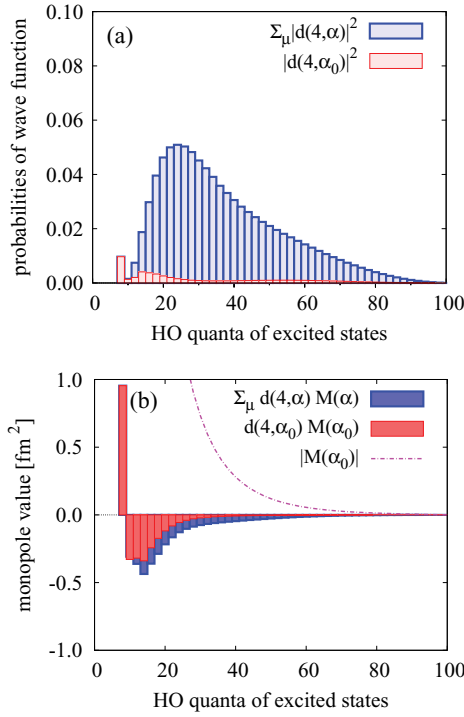 (a)
Σμ|d(4,α)|²
|d(4,α₀)|²
probabilities of wave function
0.10
0.08
0.06
0.04
0.02
0.00
0 20 40 60 80 100
HO quanta of excited states
(b)
Σμ d(4,α) M(α)
d(4,α₀) M(α₀)
|M(α₀)|
monopole value [fm²]
1.0
0.5
0.0
-0.5
-1.0
0 20 40 60 80 100
HO quanta of excited states